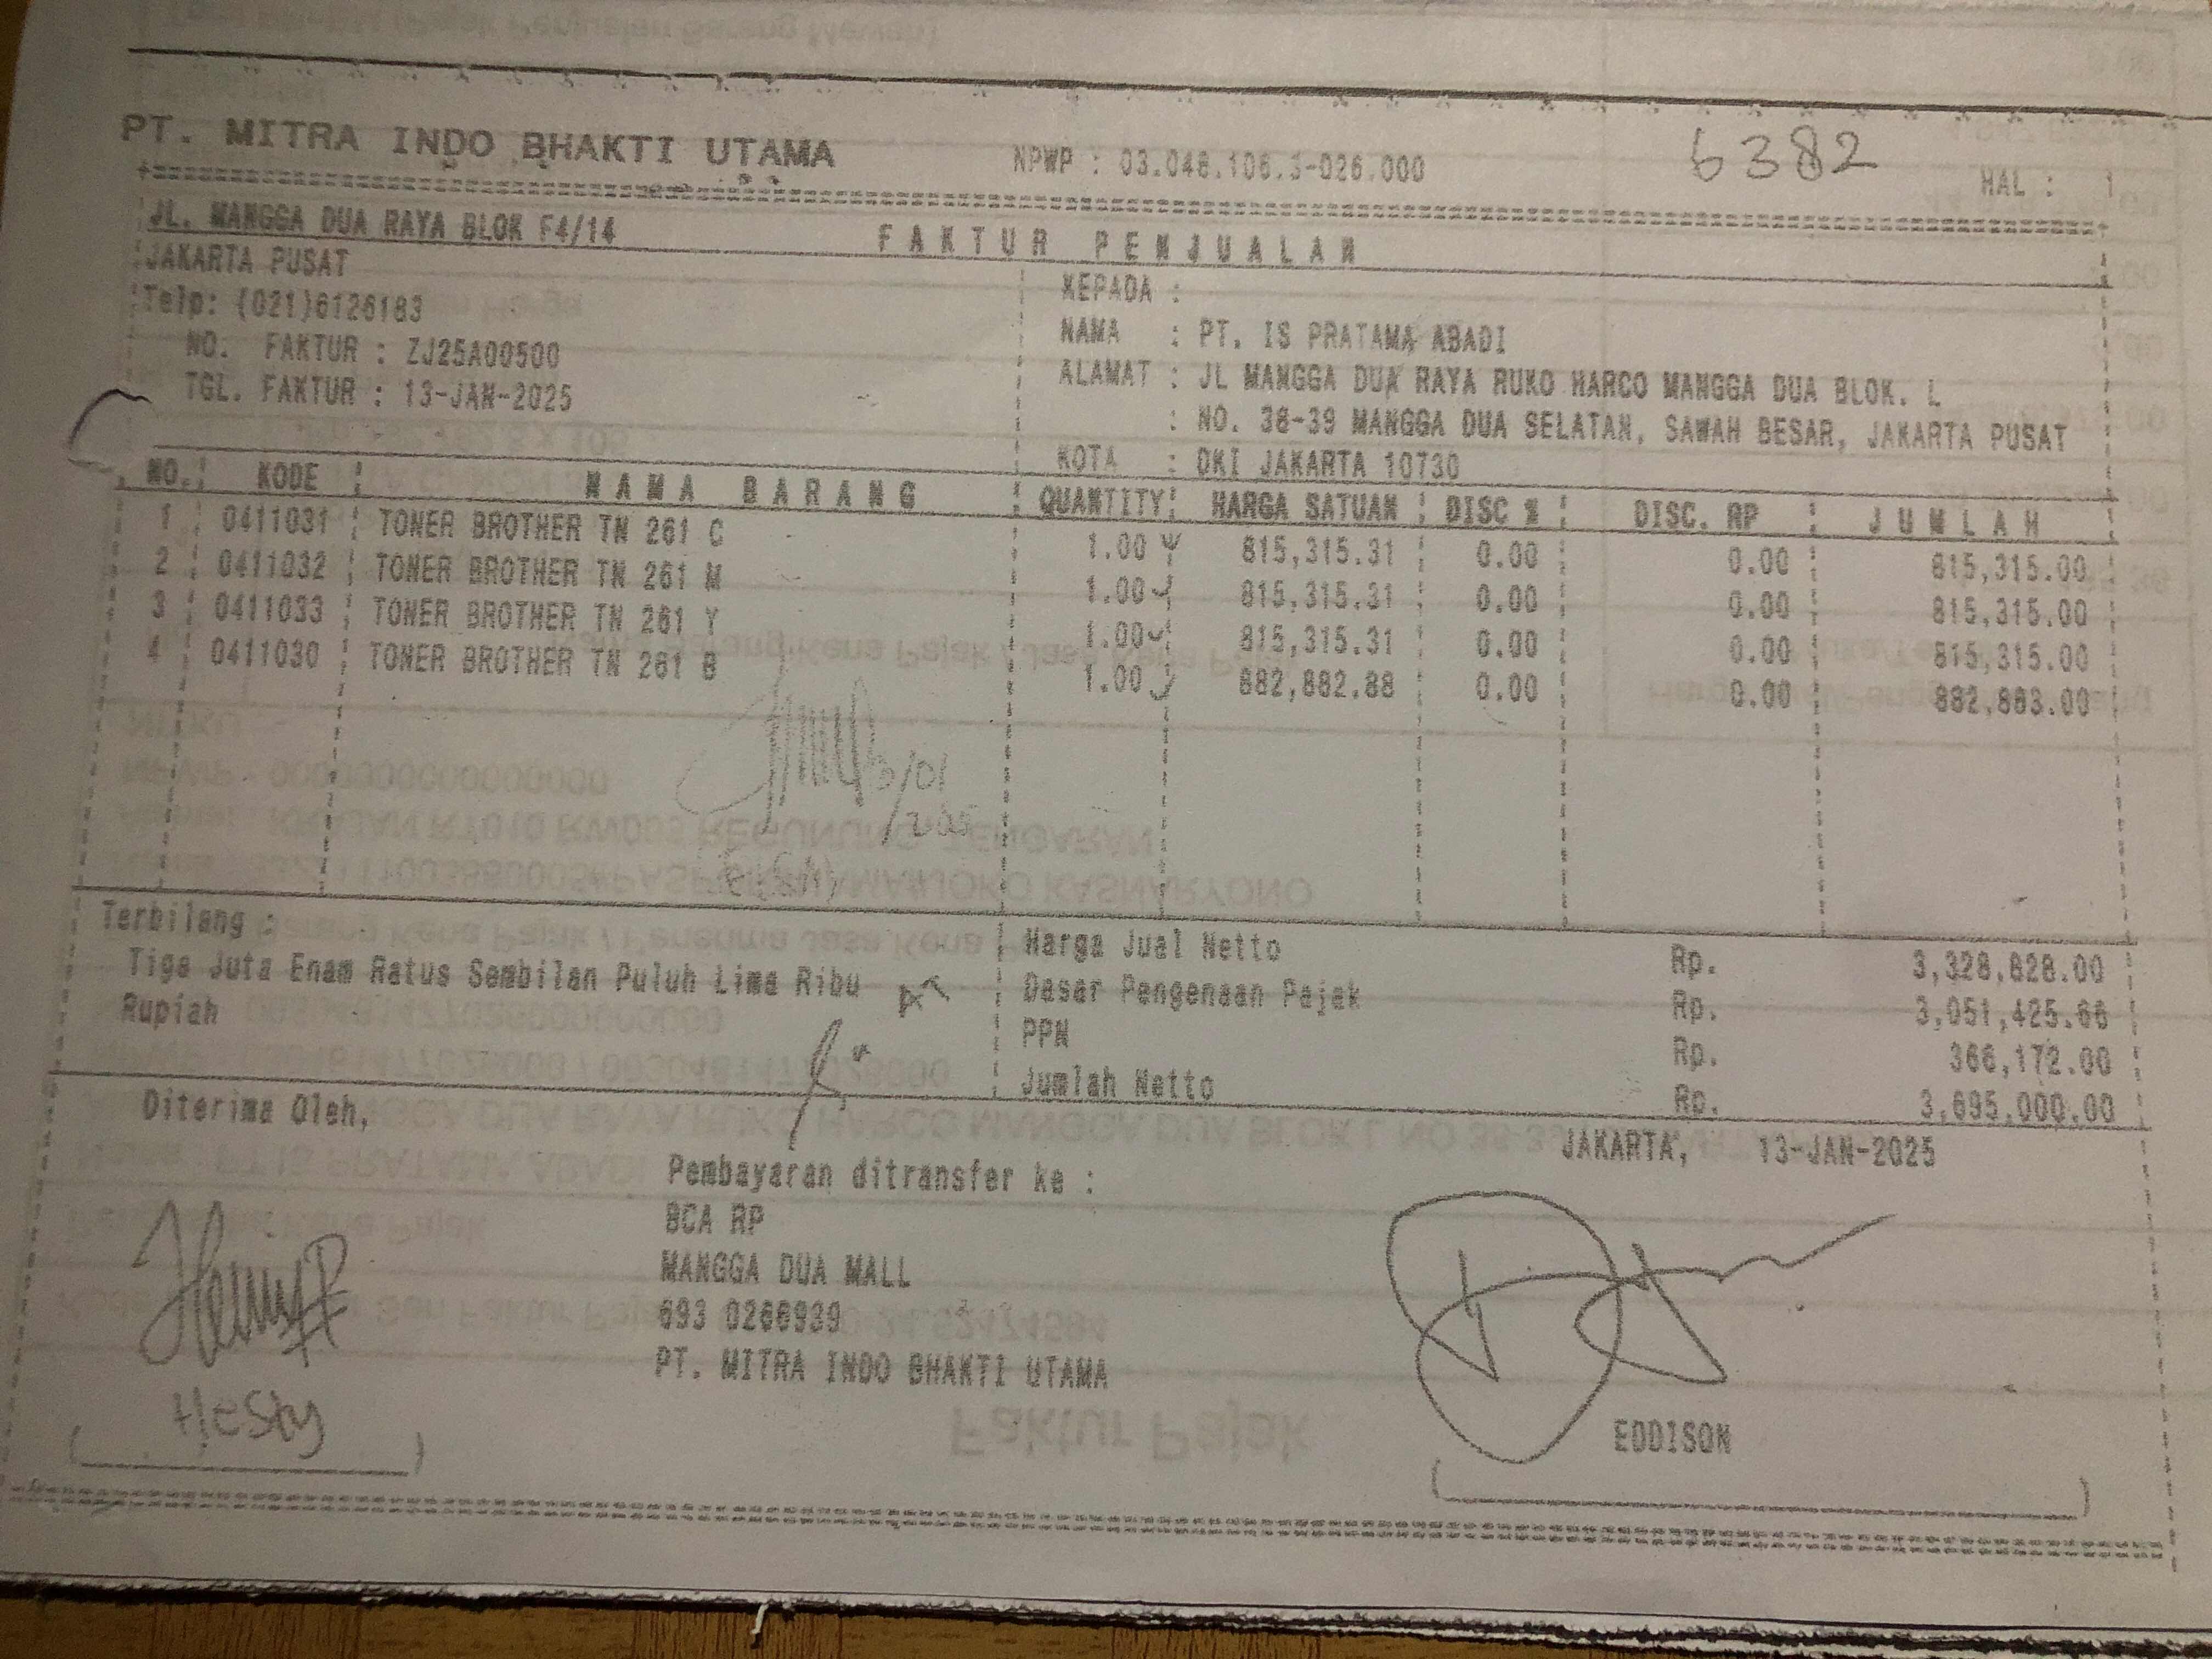 PT. MITRA INDO BHAKTI UTAMA
NPWP : 03.048.106.3-026.000
6382
HAL : 1
JL. MANGGA DUA RAYA BLOK F4/14
FAKTUR PENJUALAN
JAKARTA PUSAT
Telp: (021)6126183
NO. FAKTUR : ZJ25A00500
TGL. FAKTUR : 13-JAN-2025
KEPADA :
NAMA : PT. IS PRATAMA ABADI
ALAMAT : JL MANGGA DUA RAYA RUKO HARCO MANGGA DUA BLOK. L
: NO. 38-39 MANGGA DUA SELATAN, SAWAH BESAR, JAKARTA PUSAT
KOTA : DKI JAKARTA 10730
NO. KODE NAMA BARANG QUANTITY HARGA SATUAN DISC % DISC. RP JUMLAH
1 0411031 TONER BROTHER TN 261 C 1.00 815,315.31 0.00 0.00 815,315.00
2 0411032 TONER BROTHER TN 261 M 1.00 815,315.31 0.00 0.00 815,315.00
3 0411033 TONER BROTHER TN 261 Y 1.00 815,315.31 0.00 0.00 815,315.00
4 0411030 TONER BROTHER TN 261 B 1.00 882,882.88 0.00 0.00 882,883.00
Terbilang :
Tiga Juta Enam Ratus Sembilan Puluh Lima Ribu
Rupiah
Harga Jual Netto Rp. 3,328,828.00
Dasar Pengenaan Pajak Rp. 3,051,425.66
PPN Rp. 366,172.00
Jumlah Netto Rp. 3,695,000.00
Diterima Oleh,
JAKARTA, 13-JAN-2025
Pembayaran ditransfer ke :
BCA RP
MANGGA DUA MALL
693 0266939
PT. MITRA INDO BHAKTI UTAMA
Hesty
EDDISON
Faktur Pajak